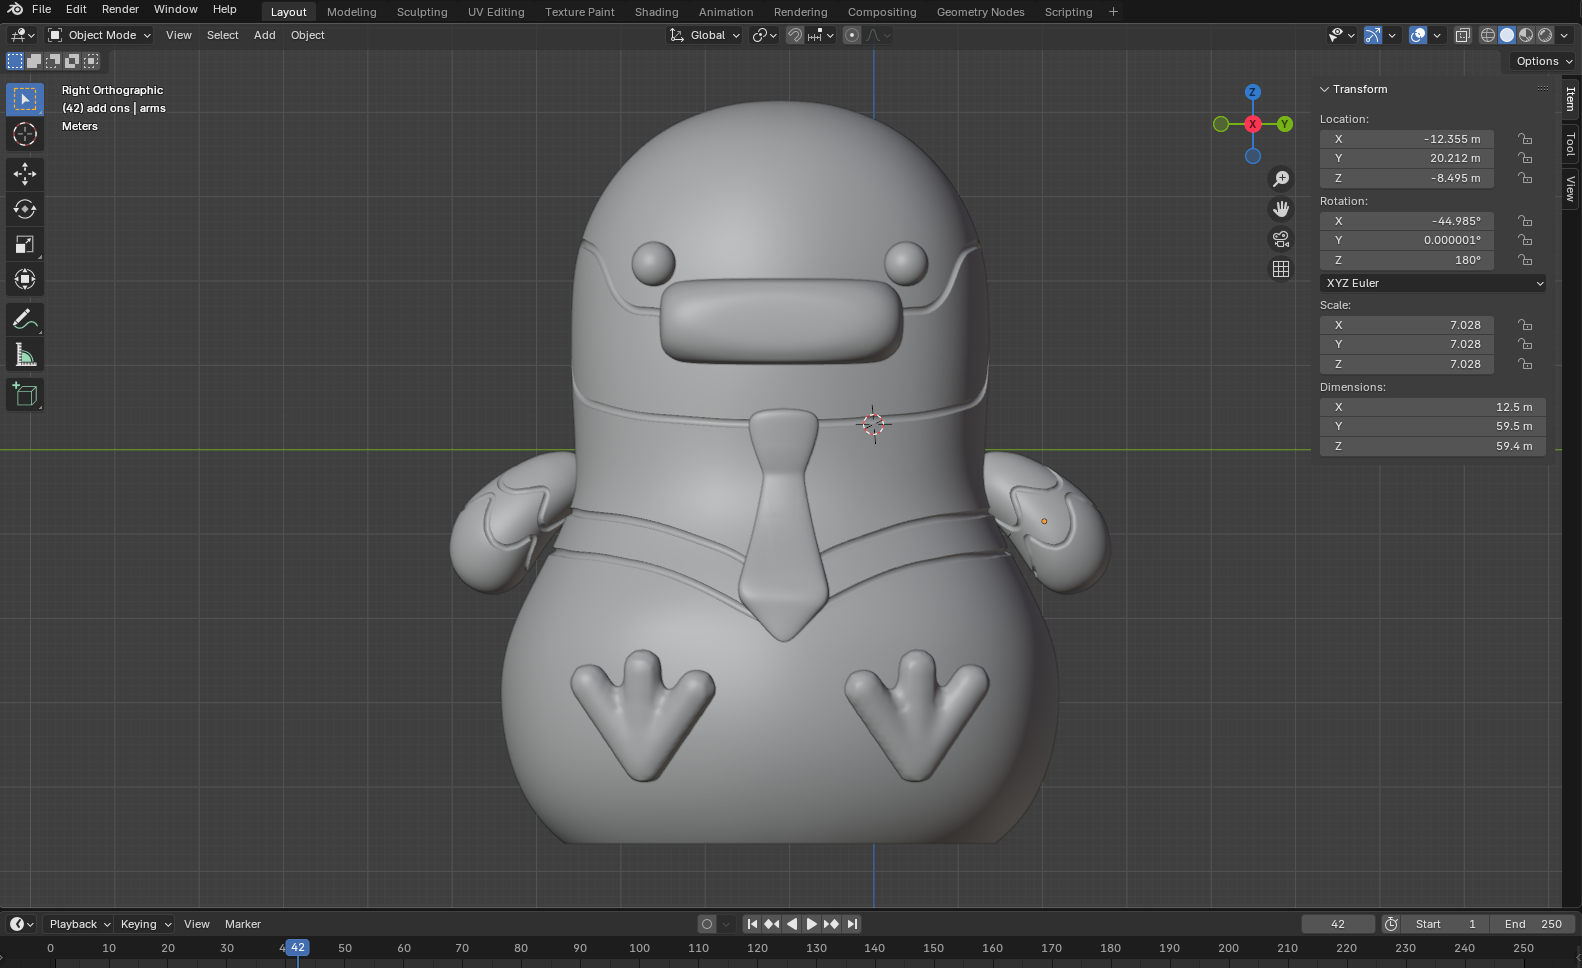 File Edit Render Window Help Layout Modeling Sculpting UV Editing Texture Paint Shading Animation Rendering Compositing Geometry Nodes Scripting +
Object Mode View Select Add Object Global
Options
Right Orthographic
(42) add ons | arms
Meters
Z
X
Y
Transform
Location:
X -12.355 m
Y 20.212 m
Z -8.495 m
Rotation:
X -44.985°
Y 0.000001°
Z 180°
XYZ Euler
Scale:
X 7.028
Y 7.028
Z 7.028
Dimensions:
X 12.5 m
Y 59.5 m
Z 59.4 m
Item
Tool
View
Playback Keying View Marker 42 Start 1 End 250
0 10 20 30 4 42 50 60 70 80 90 100 110 120 130 140 150 160 170 180 190 200 210 220 230 240 250